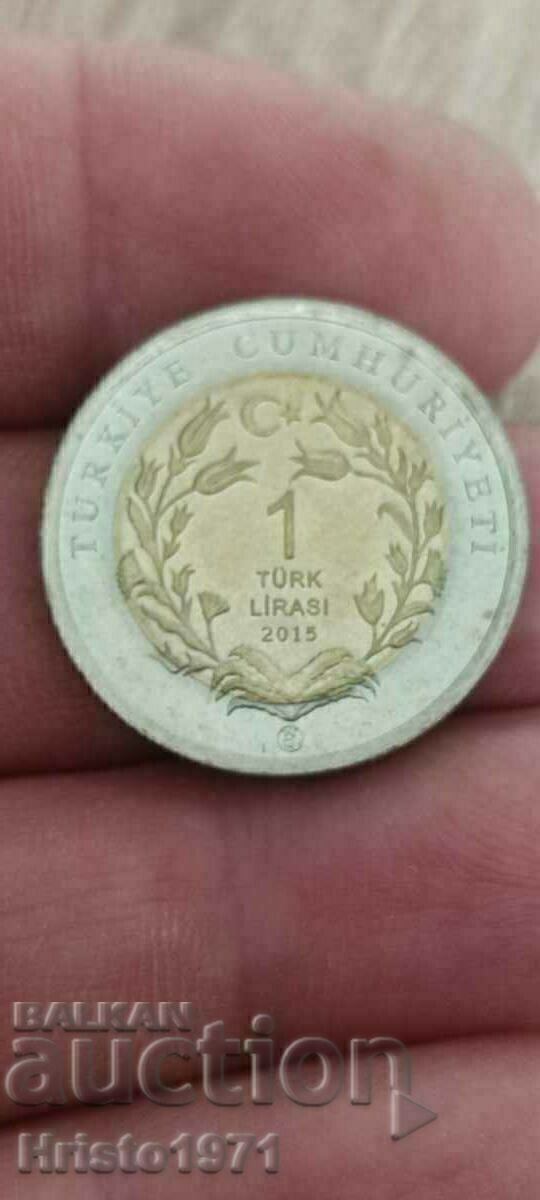 TÜRKİYE CUMHURİYETİ
1
TÜRK
LİRASI
2015
BALKAN
auction
Hristo1971